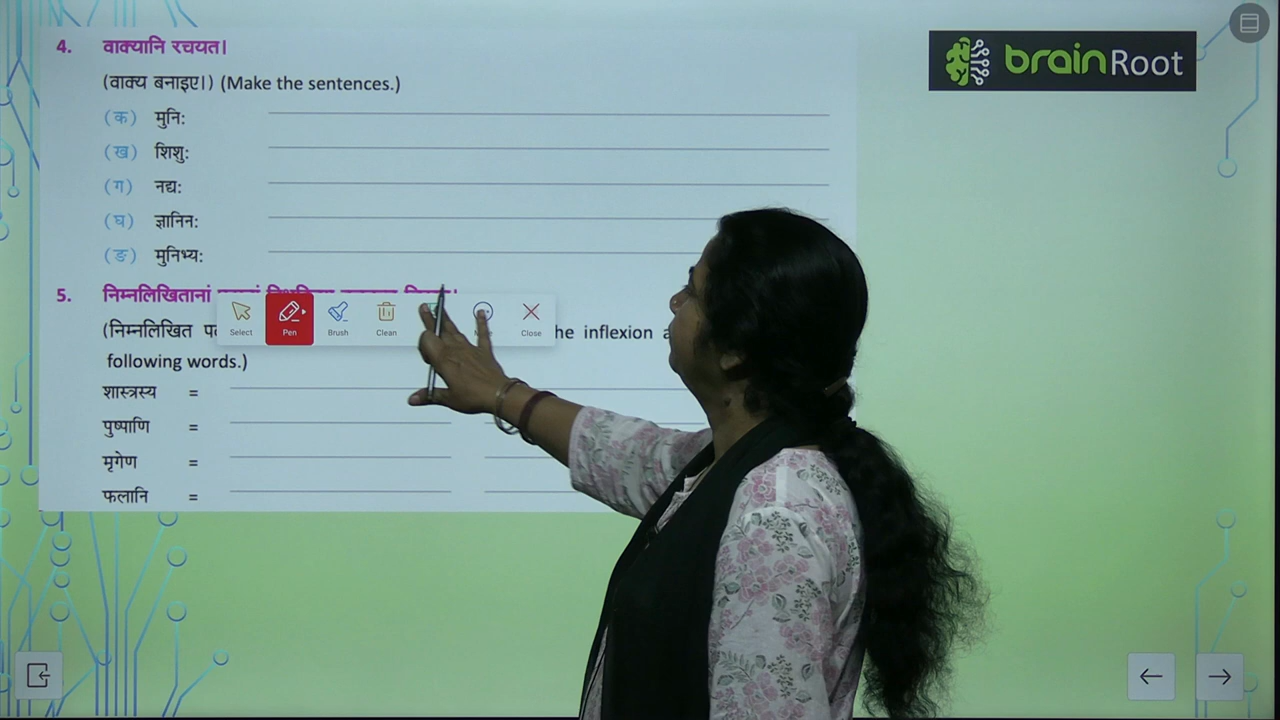 brainRoot
4. वाक्यानि रचयत।
(वाक्य बनाइए।) (Make the sentences.)
(क) मुनि:
(ख) शिशु:
(ग) नद्य:
(घ) ज्ञानिन:
(ङ) मुनिभ्य:
5. निम्नलिखितानां
Select Pen Brush Clean Close
(निम्नलिखित he inflexion
following words.)
शास्त्रस्य =
पुष्पाणि =
मृगेण =
फलानि =